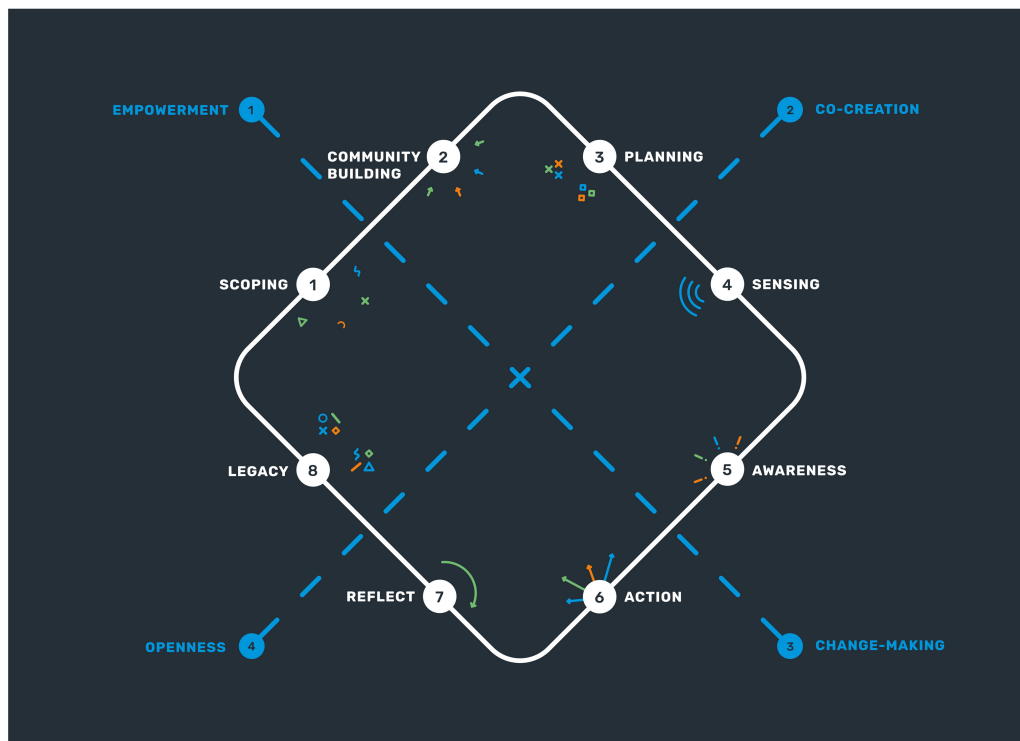 EMPOWERMENT 1
2 CO-CREATION
COMMUNITY
BUILDING 2
3 PLANNING
SCOPING 1
4 SENSING
LEGACY 8
5 AWARENESS
REFLECT 7
6 ACTION
OPENNESS 4
3 CHANGE-MAKING